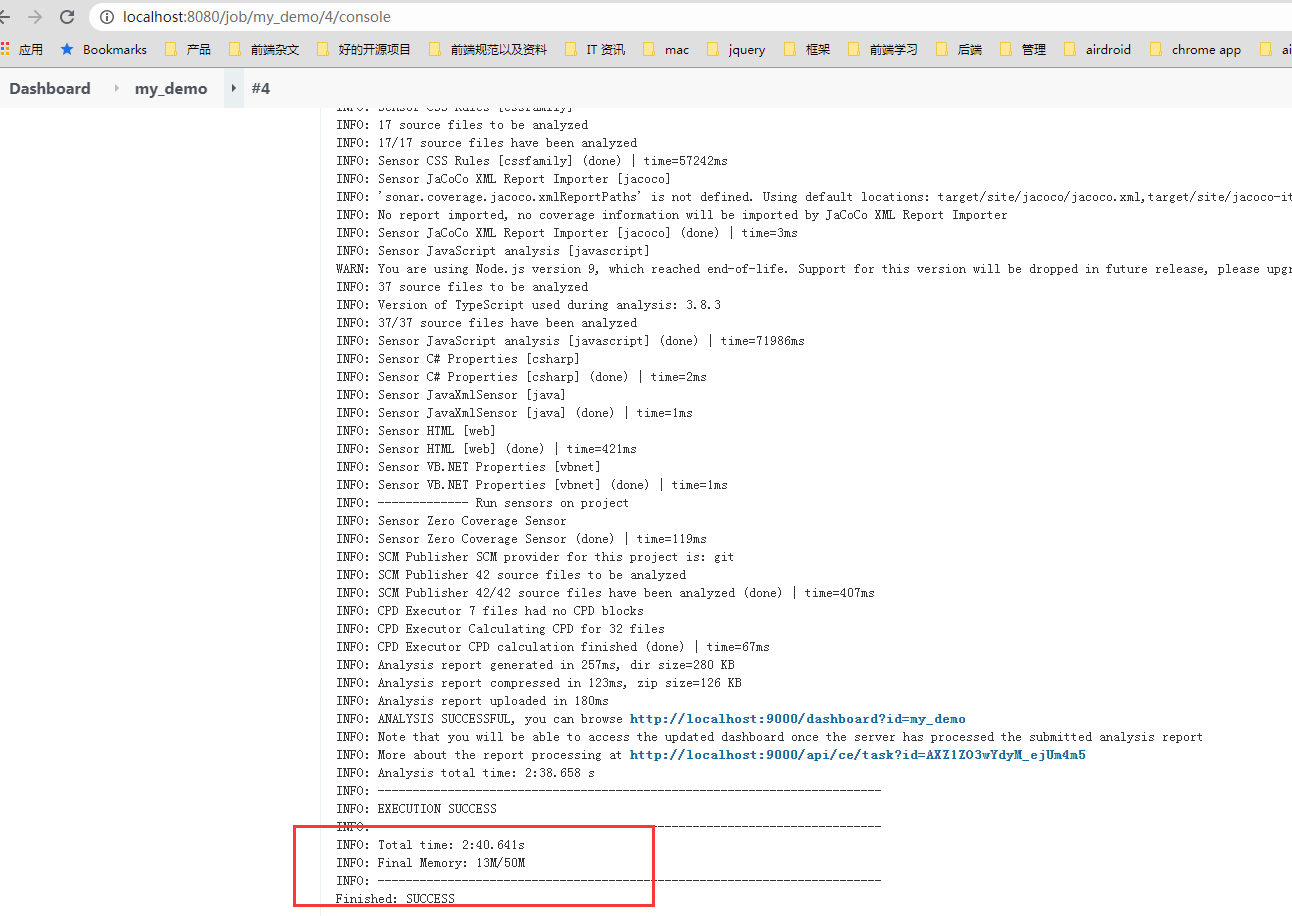 localhost:8080/job/my_demo/4/console
应用 Bookmarks 产品 前端杂文 好的开源项目 前端规范以及资料 IT 资讯 mac jquery 框架 前端学习 后端 管理 airdroid chrome app ai
Dashboard my_demo #4
INFO: Sensor CSS Rules [cssfamily]
INFO: 17 source files to be analyzed
INFO: 17/17 source files have been analyzed
INFO: Sensor CSS Rules [cssfamily] (done) | time=57242ms
INFO: Sensor JaCoCo XML Report Importer [jacoco]
INFO: 'sonar.coverage.jacoco.xmlReportPaths' is not defined. Using default locations: target/site/jacoco/jacoco.xml,target/site/jacoco-it
INFO: No report imported, no coverage information will be imported by JaCoCo XML Report Importer
INFO: Sensor JaCoCo XML Report Importer [jacoco] (done) | time=3ms
INFO: Sensor JavaScript analysis [javascript]
WARN: You are using Node.js version 9, which reached end-of-life. Support for this version will be dropped in future release, please upgr
INFO: 37 source files to be analyzed
INFO: Version of TypeScript used during analysis: 3.8.3
INFO: 37/37 source files have been analyzed
INFO: Sensor JavaScript analysis [javascript] (done) | time=71986ms
INFO: Sensor C# Properties [csharp]
INFO: Sensor C# Properties [csharp] (done) | time=2ms
INFO: Sensor JavaXmlSensor [java]
INFO: Sensor JavaXmlSensor [java] (done) | time=1ms
INFO: Sensor HTML [web]
INFO: Sensor HTML [web] (done) | time=421ms
INFO: Sensor VB.NET Properties [vbnet]
INFO: Sensor VB.NET Properties [vbnet] (done) | time=1ms
INFO: ------------- Run sensors on project
INFO: Sensor Zero Coverage Sensor
INFO: Sensor Zero Coverage Sensor (done) | time=119ms
INFO: SCM Publisher SCM provider for this project is: git
INFO: SCM Publisher 42 source files to be analyzed
INFO: SCM Publisher 42/42 source files have been analyzed (done) | time=407ms
INFO: CPD Executor 7 files had no CPD blocks
INFO: CPD Executor Calculating CPD for 32 files
INFO: CPD Executor CPD calculation finished (done) | time=67ms
INFO: Analysis report generated in 257ms, dir size=280 KB
INFO: Analysis report compressed in 123ms, zip size=126 KB
INFO: Analysis report uploaded in 180ms
INFO: ANALYSIS SUCCESSFUL, you can browse http://localhost:9000/dashboard?id=my_demo
INFO: Note that you will be able to access the updated dashboard once the server has processed the submitted analysis report
INFO: More about the report processing at http://localhost:9000/api/ce/task?id=AXZ1ZO3wYdyM_ejUm4m5
INFO: Analysis total time: 2:38.658 s
INFO: ------------------------------------------------------------------------
INFO: EXECUTION SUCCESS
INFO: ------------------------------------------------------------------------
INFO: Total time: 2:40.641s
INFO: Final Memory: 13M/50M
INFO: ------------------------------------------------------------------------
Finished: SUCCESS